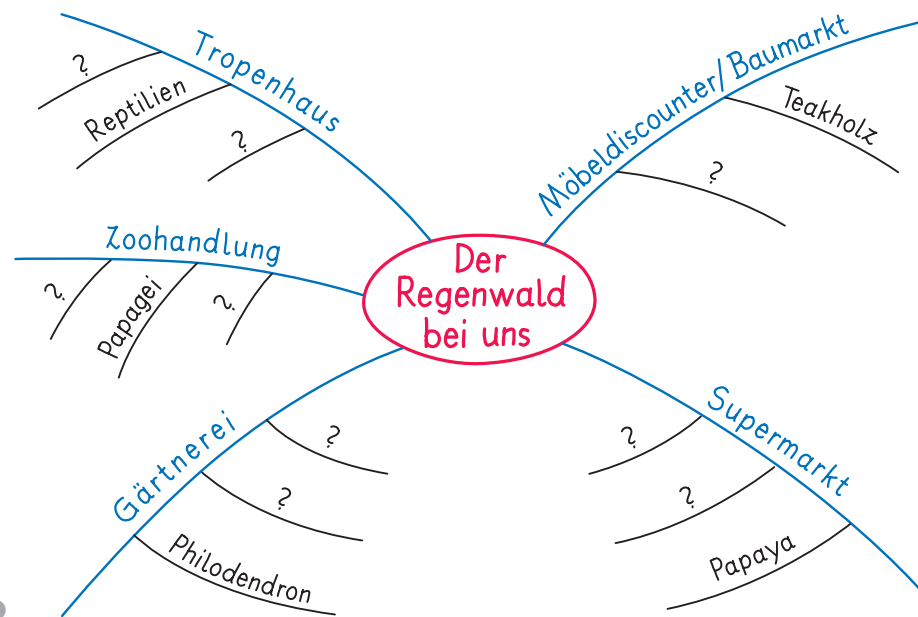 Tropenhaus
?
Reptilien
?
Möbeldiscounter/Baumarkt
Teakholz
?
Zoohandlung
?
Papagei
?
Der
Regenwald
bei uns
Gärtnerei
?
?
Philodendron
Supermarkt
?
?
Papaya